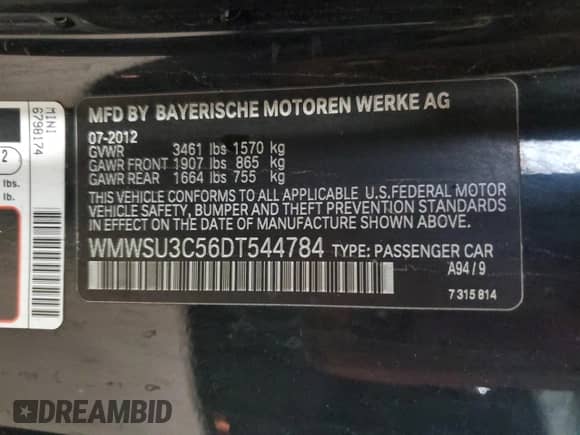 MFD BY BAYERISCHE MOTOREN WERKE AG
07-2012
GVWR 3461 lbs 1570 kg
GAWR FRONT 1907 lbs 865 kg
GAWR REAR 1664 lbs 755 kg
THIS VEHICLE CONFORMS TO ALL APPLICABLE U.S.FEDERAL MOTOR
VEHICLE SAFETY, BUMPER AND THEFT PREVENTION STANDARDS
IN EFFECT ON THE DATE OF MANUFACTURE SHOWN ABOVE.
WMWSU3C56DT544784 TYPE: PASSENGER CAR
A94 / 9
7 315 814
MINI
6798174
2
lbs.
lb.
DREAMBID